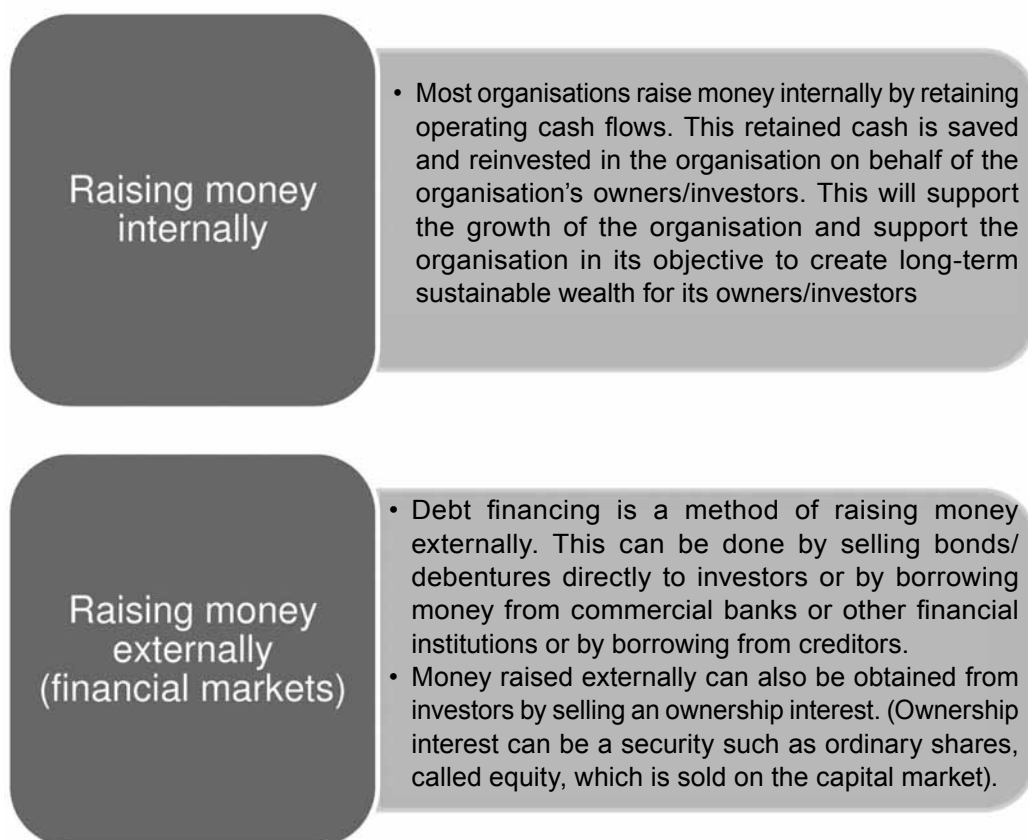 Raising money
internally
• Most organisations raise money internally by retaining
operating cash flows. This retained cash is saved
and reinvested in the organisation on behalf of the
organisation’s owners/investors. This will support
the growth of the organisation and support the
organisation in its objective to create long-term
sustainable wealth for its owners/investors
Raising money
externally
(financial markets)
• Debt financing is a method of raising money
externally. This can be done by selling bonds/
debentures directly to investors or by borrowing
money from commercial banks or other financial
institutions or by borrowing from creditors.
• Money raised externally can also be obtained from
investors by selling an ownership interest. (Ownership
interest can be a security such as ordinary shares,
called equity, which is sold on the capital market).